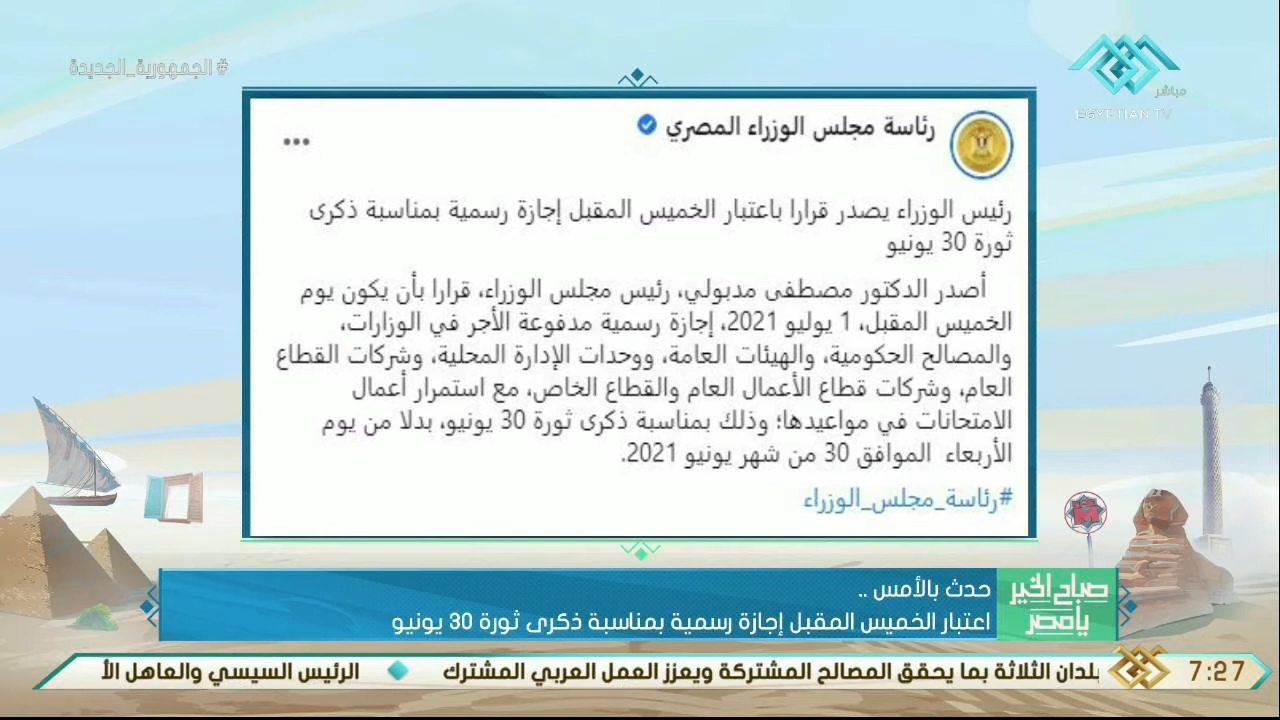 #الجمهورية_الجديدة
مباشر
EGYPTIAN TV
رئاسة مجلس الوزراء المصري
رئيس الوزراء يصدر قرارا باعتبار الخميس المقبل إجازة رسمية بمناسبة ذكرى
ثورة 30 يونيو
أصدر الدكتور مصطفى مدبولي، رئيس مجلس الوزراء، قرارا بأن يكون يوم
الخميس المقبل، 1 يوليو 2021، إجازة رسمية مدفوعة الأجر في الوزارات،
والمصالح الحكومية، والهيئات العامة، ووحدات الإدارة المحلية، وشركات القطاع
العام، وشركات قطاع الأعمال العام والقطاع الخاص، مع استمرار أعمال
الامتحانات في مواعيدها؛ وذلك بمناسبة ذكرى ثورة 30 يونيو، بدلا من يوم
الأربعاء الموافق 30 من شهر يونيو 2021.
#رئاسة_مجلس_الوزراء
صباح الخير
يا مصر
حدث بالأمس ..
اعتبار الخميس المقبل إجازة رسمية بمناسبة ذكرى ثورة 30 يونيو
7:27
بلدان الثلاثة بما يحقق المصالح المشتركة ويعزز العمل العربي المشترك
الرئيس السيسي والعاهل الأ